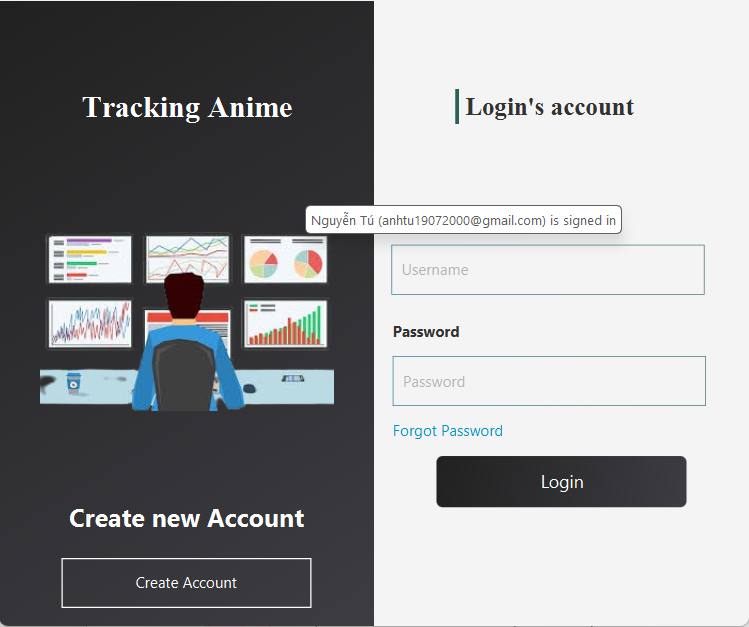 Tracking Anime
Create new Account
Create Account
Login's account
Nguyễn Tú (anhtu19072000@gmail.com) is signed in
Username
Password
Password
Forgot Password
Login